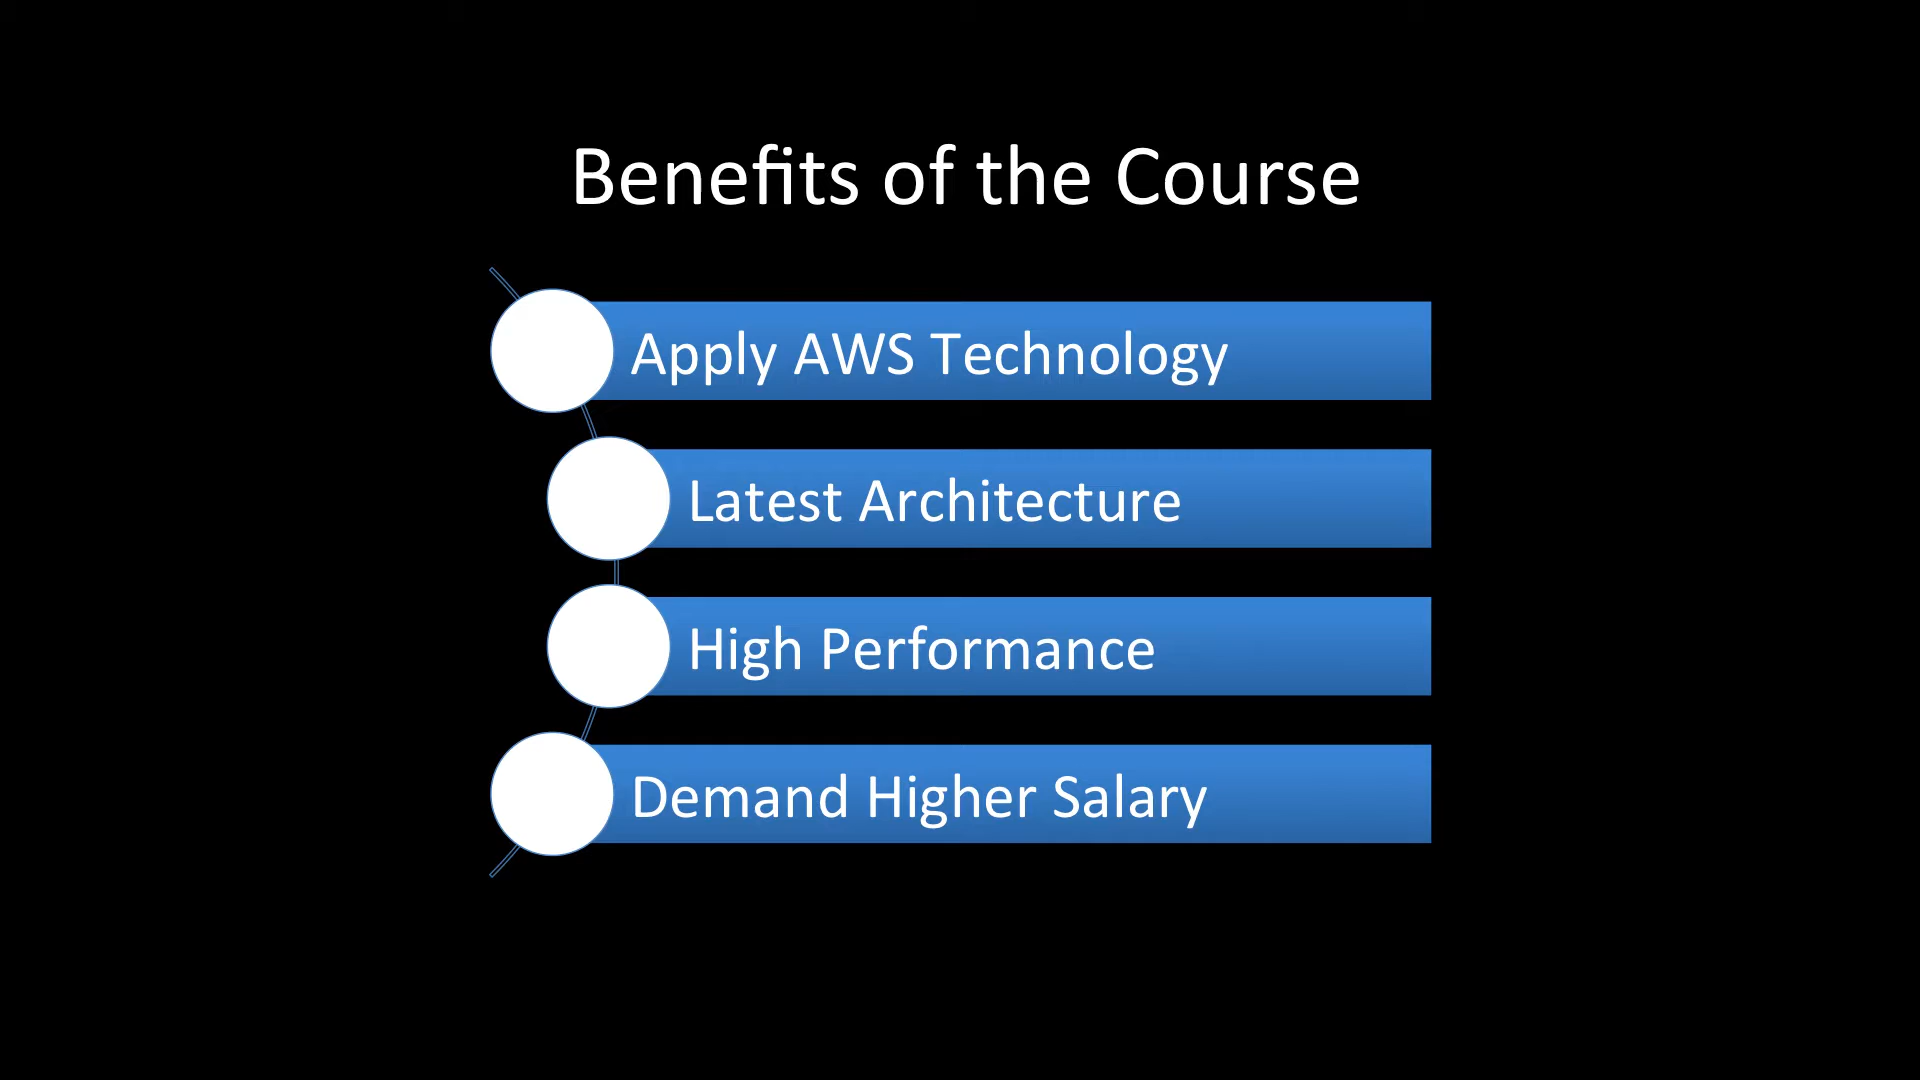 Benefits of the Course
Apply AWS Technology
Latest Architecture
High Performance
Demand Higher Salary